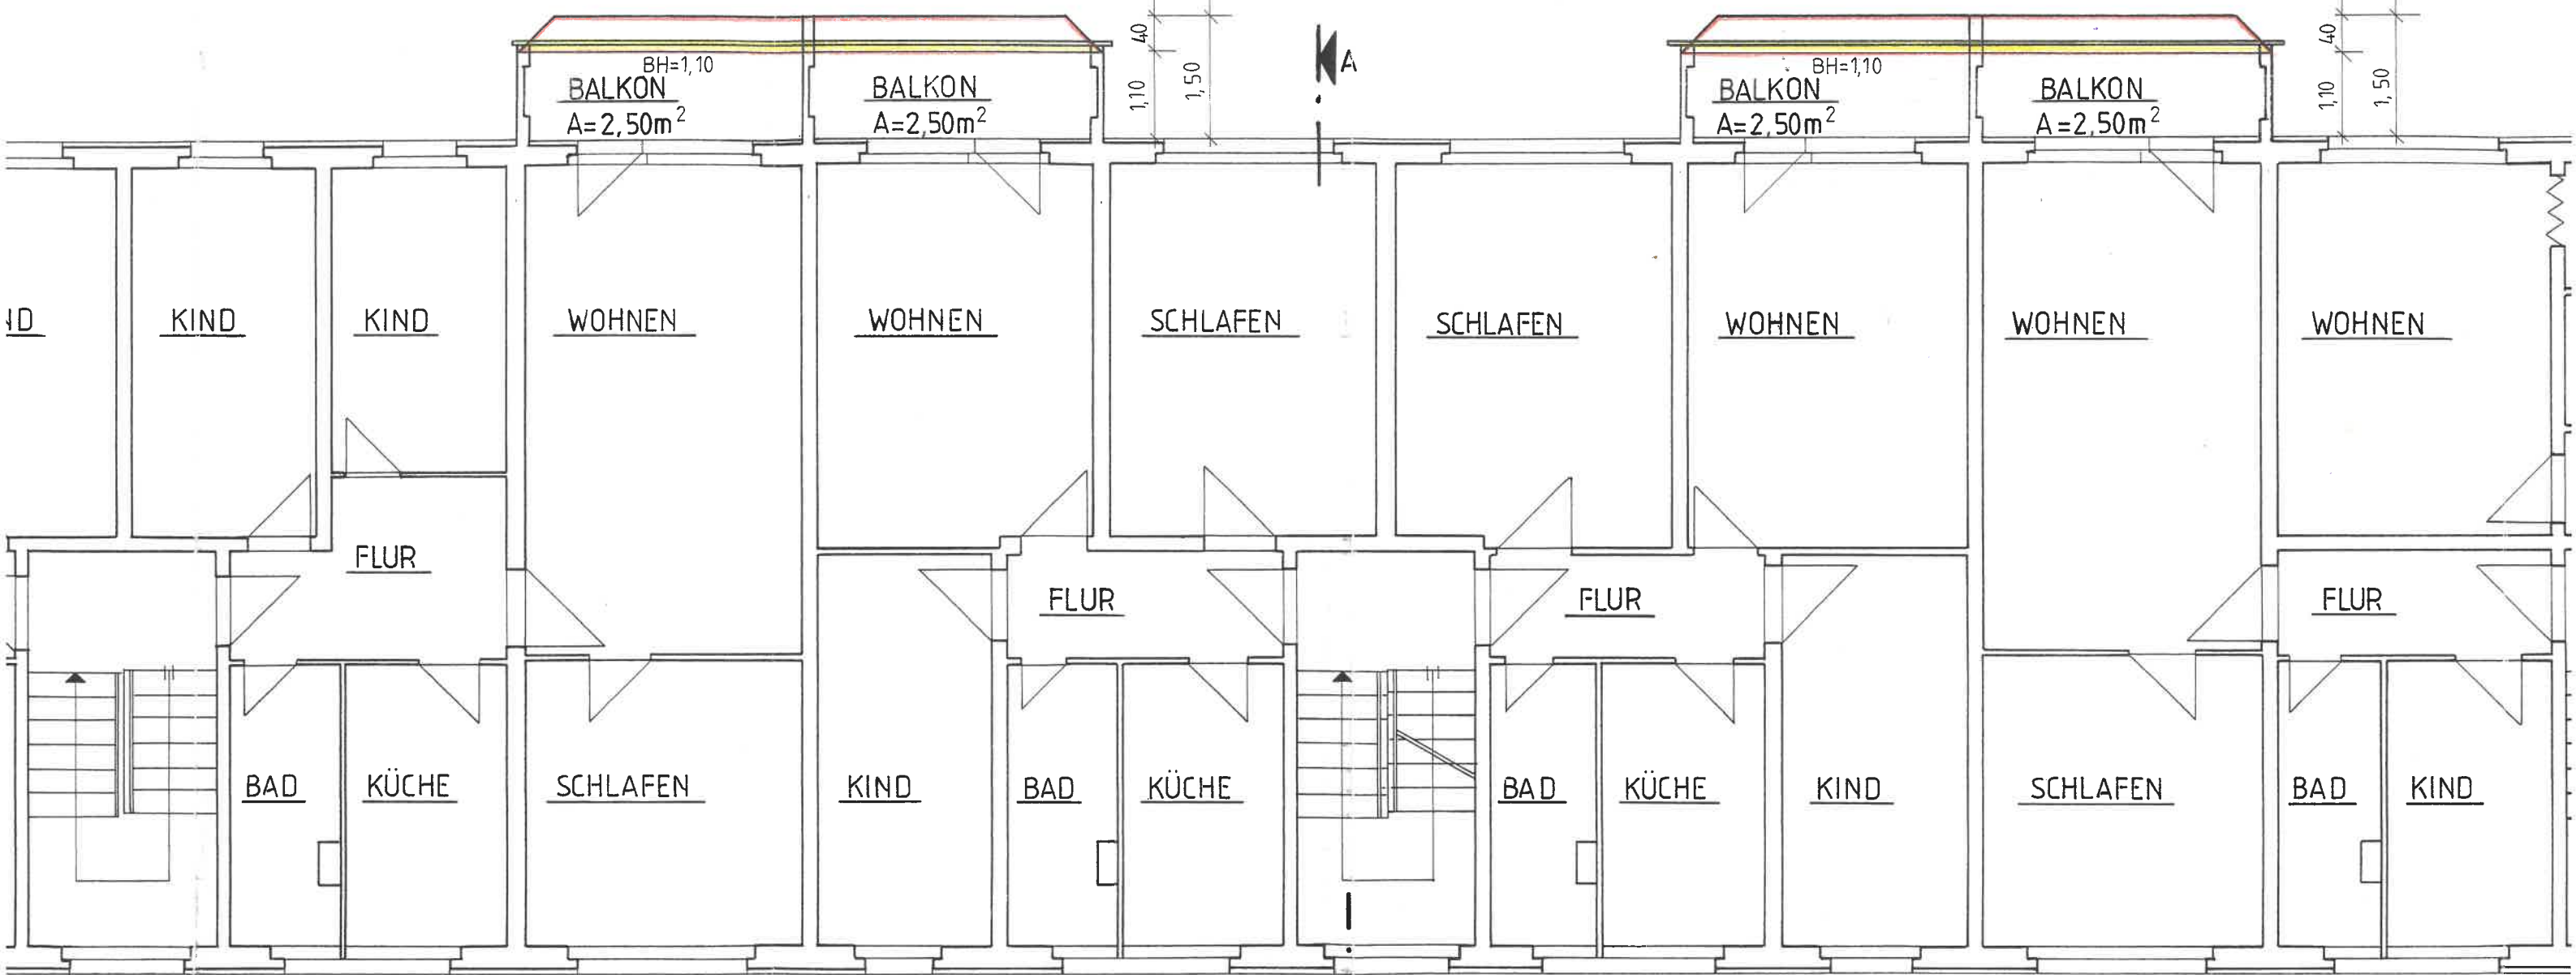 40
1,10
1,50
A
40
1,10
1,50
BH=1,10
BALKON
A=2,50m²
BALKON
A=2,50m²
BH=1,10
BALKON
A=2,50m²
BALKON
A=2,50m²
KIND
KIND
WOHNEN
WOHNEN
SCHLAFEN
SCHLAFEN
WOHNEN
WOHNEN
WOHNEN
FLUR
FLUR
FLUR
FLUR
BAD
KÜCHE
SCHLAFEN
KIND
BAD
KÜCHE
BAD
KÜCHE
KIND
SCHLAFEN
BAD
KIND